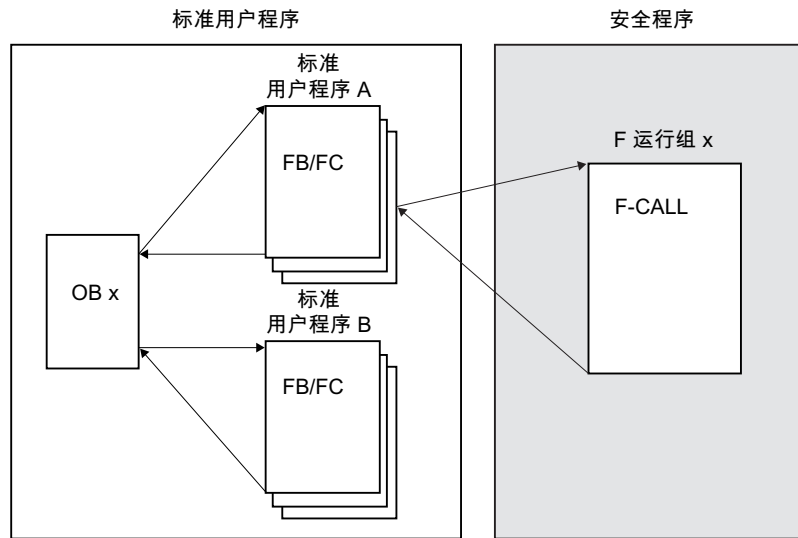 标准用户程序
安全程序
标准
用户程序 A
FB/FC
F 运行组 x
F-CALL
OB x
标准
用户程序 B
FB/FC